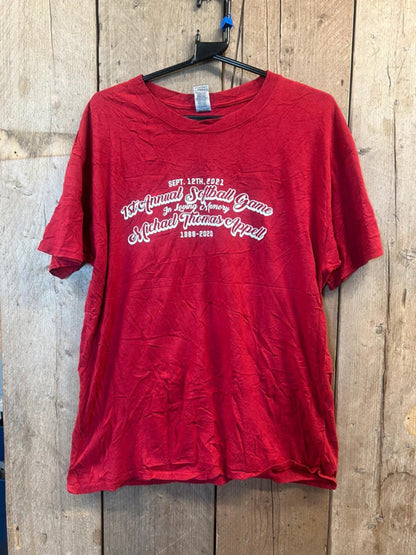 SEPT. 12TH, 2021
1st Annual Softball Game
In Loving Memory
Michael Thomas Appell
1988-2020